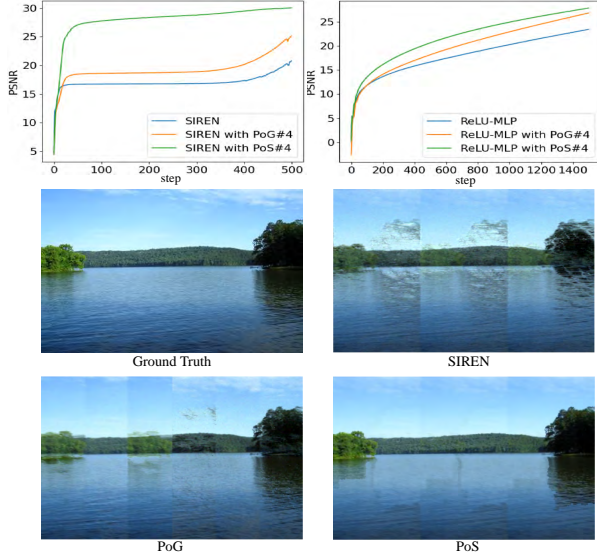 30
25
20
15
10
5
PSNR
SIREN
SIREN with PoG#4
SIREN with PoS#4
0 100 200 300 400 500
step
25
20
15
10
5
0
PSNR
ReLU-MLP
ReLU-MLP with PoG#4
ReLU-MLP with PoS#4
0 200 400 600 800 1000 1200 1400
step
Ground Truth
SIREN
PoG
PoS